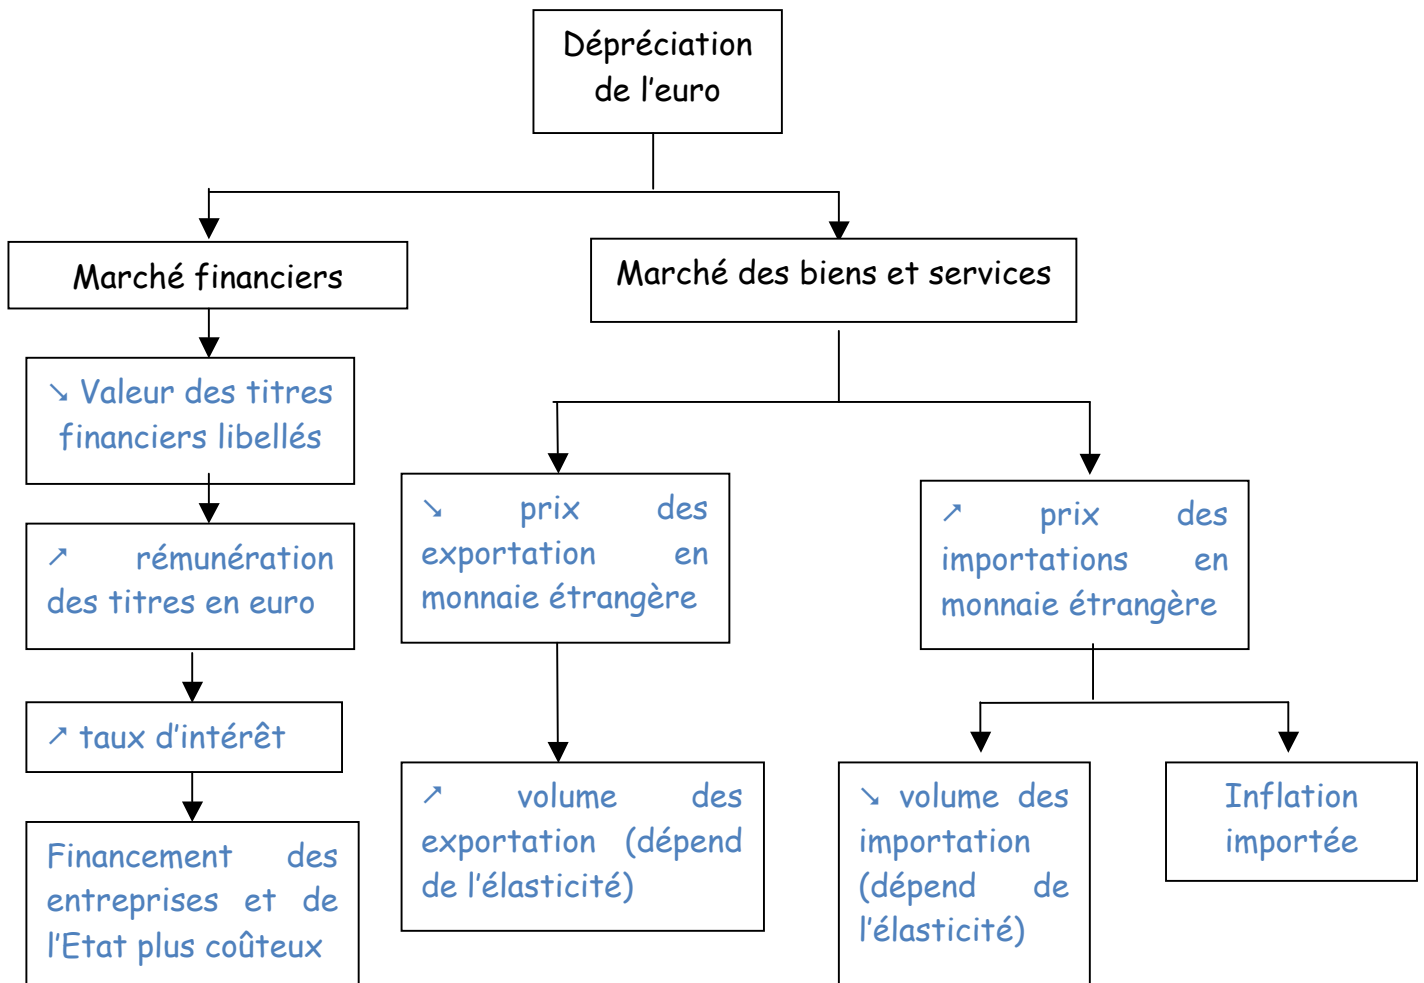 Dépréciation
de l'euro
Marché financiers
Marché des biens et services
↘ Valeur des titres
financiers libellés
↗ rémunération
des titres en euro
↗ taux d'intérêt
Financement des
entreprises et de
l'Etat plus coûteux
↘ prix des
exportation en
monnaie étrangère
↗ volume des
exportation (dépend
de l'élasticité)
↗ prix des
importations en
monnaie étrangère
↘ volume des
importation
(dépend de
l'élasticité)
Inflation
importée